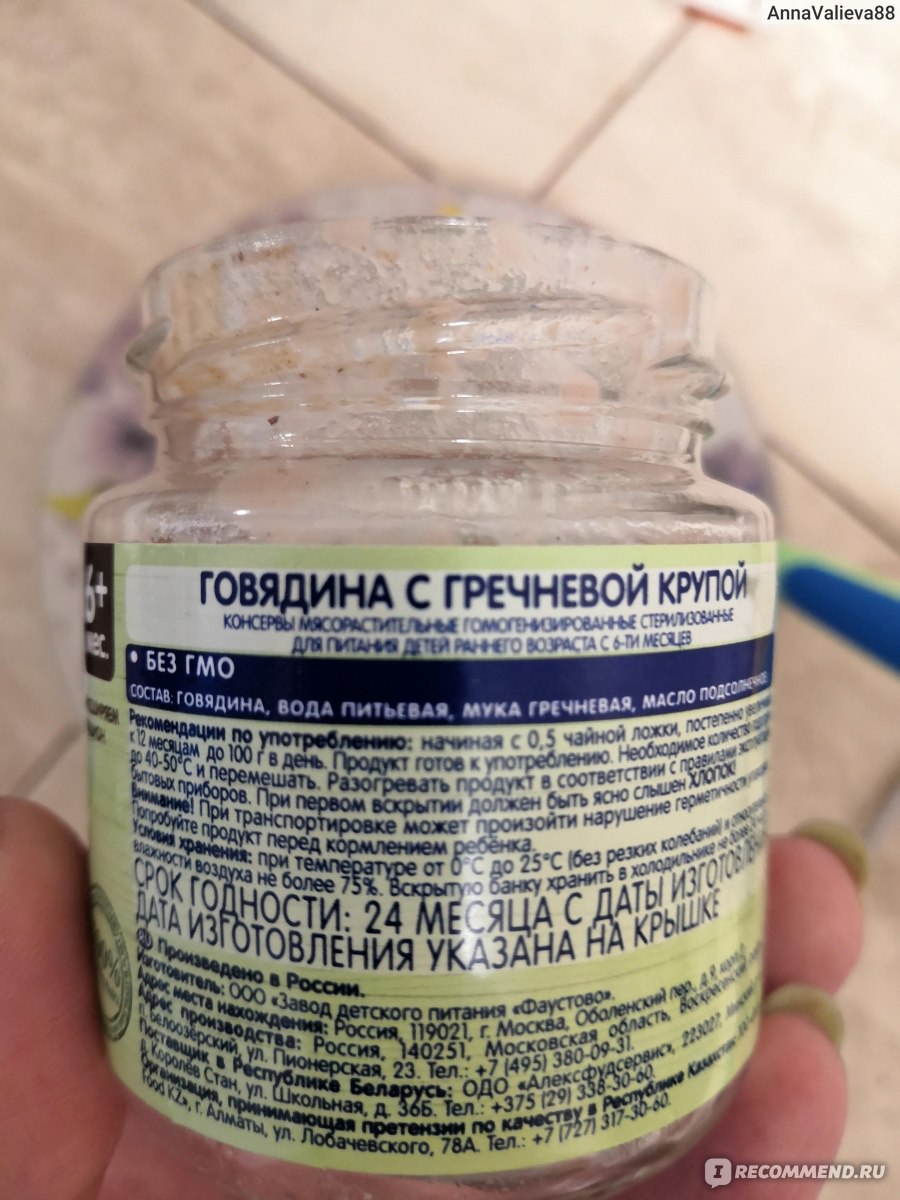 AnnaValieva88
6+
мес.
ГОВЯДИНА С ГРЕЧНЕВОЙ КРУПОЙ
КОНСЕРВЫ МЯСОРАСТИТЕЛЬНЫЕ ГОМОГЕНИЗИРОВАННЫЕ СТЕРИЛИЗОВАННЫЕ
ДЛЯ ПИТАНИЯ ДЕТЕЙ РАННЕГО ВОЗРАСТА С 6-ТИ МЕСЯЦЕВ
• БЕЗ ГМО
СОСТАВ: ГОВЯДИНА, ВОДА ПИТЬЕВАЯ, МУКА ГРЕЧНЕВАЯ, МАСЛО ПОДСОЛНЕЧНОЕ
Рекомендации по употреблению: начиная с 0,5 чайной ложки, постепенно
к 12 месяцам до 100 г в день. Продукт готов к употреблению. Необходимое количество
до 40-50°С и перемешать. Разогревать продукт в соответствии с правилами
бытовых приборов. При первом вскрытии должен быть ясно слышен ХЛОПОК!
Внимание! При транспортировке может произойти нарушение герметичности
Попробуйте продукт перед кормлением ребёнка.
Условия хранения: при температуре от 0°С до 25°С (без резких колебаний) и
влажности воздуха не более 75%. Вскрытую банку хранить в холодильнике не более
СРОК ГОДНОСТИ: 24 МЕСЯЦА С ДАТЫ ИЗГОТОВЛЕНИЯ
ДАТА ИЗГОТОВЛЕНИЯ УКАЗАНА НА КРЫШКЕ
RU Произведено в России.
Изготовитель: ООО «Завод детского питания «Фаустово».
Адрес места нахождения: Россия, 119021, г. Москва, Оболенский пер., д. 9, корп.
Адрес производства: Россия, 140251, Московская область, Воскресенский
п. Белоозёрский, ул. Пионерская, 23. Тел.: +7 (495) 380-09-31.
Поставщик в Республике Беларусь: ОДО «Алексфудсервис», 223027,
д. Королёв Стан, ул. Школьная, д. 36Б. Тел.: +375 (29) 338-30-60.
Организация, принимающая претензии по качеству в Республике Казахстан:
Food KZ», г. Алматы, ул. Лобачевского, 78А. Тел.: +7 (727) 317-30-60.
IRECOMMEND.RU